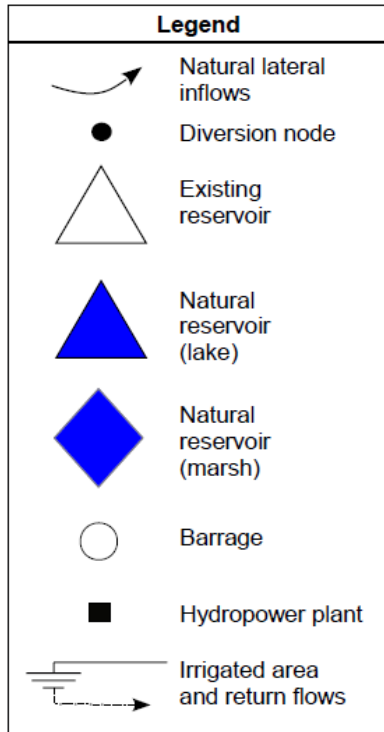 Legend
Natural lateral
inflows
Diversion node
Existing
reservoir
Natural
reservoir
(lake)
Natural
reservoir
(marsh)
Barrage
Hydropower plant
Irrigated area
and return flows